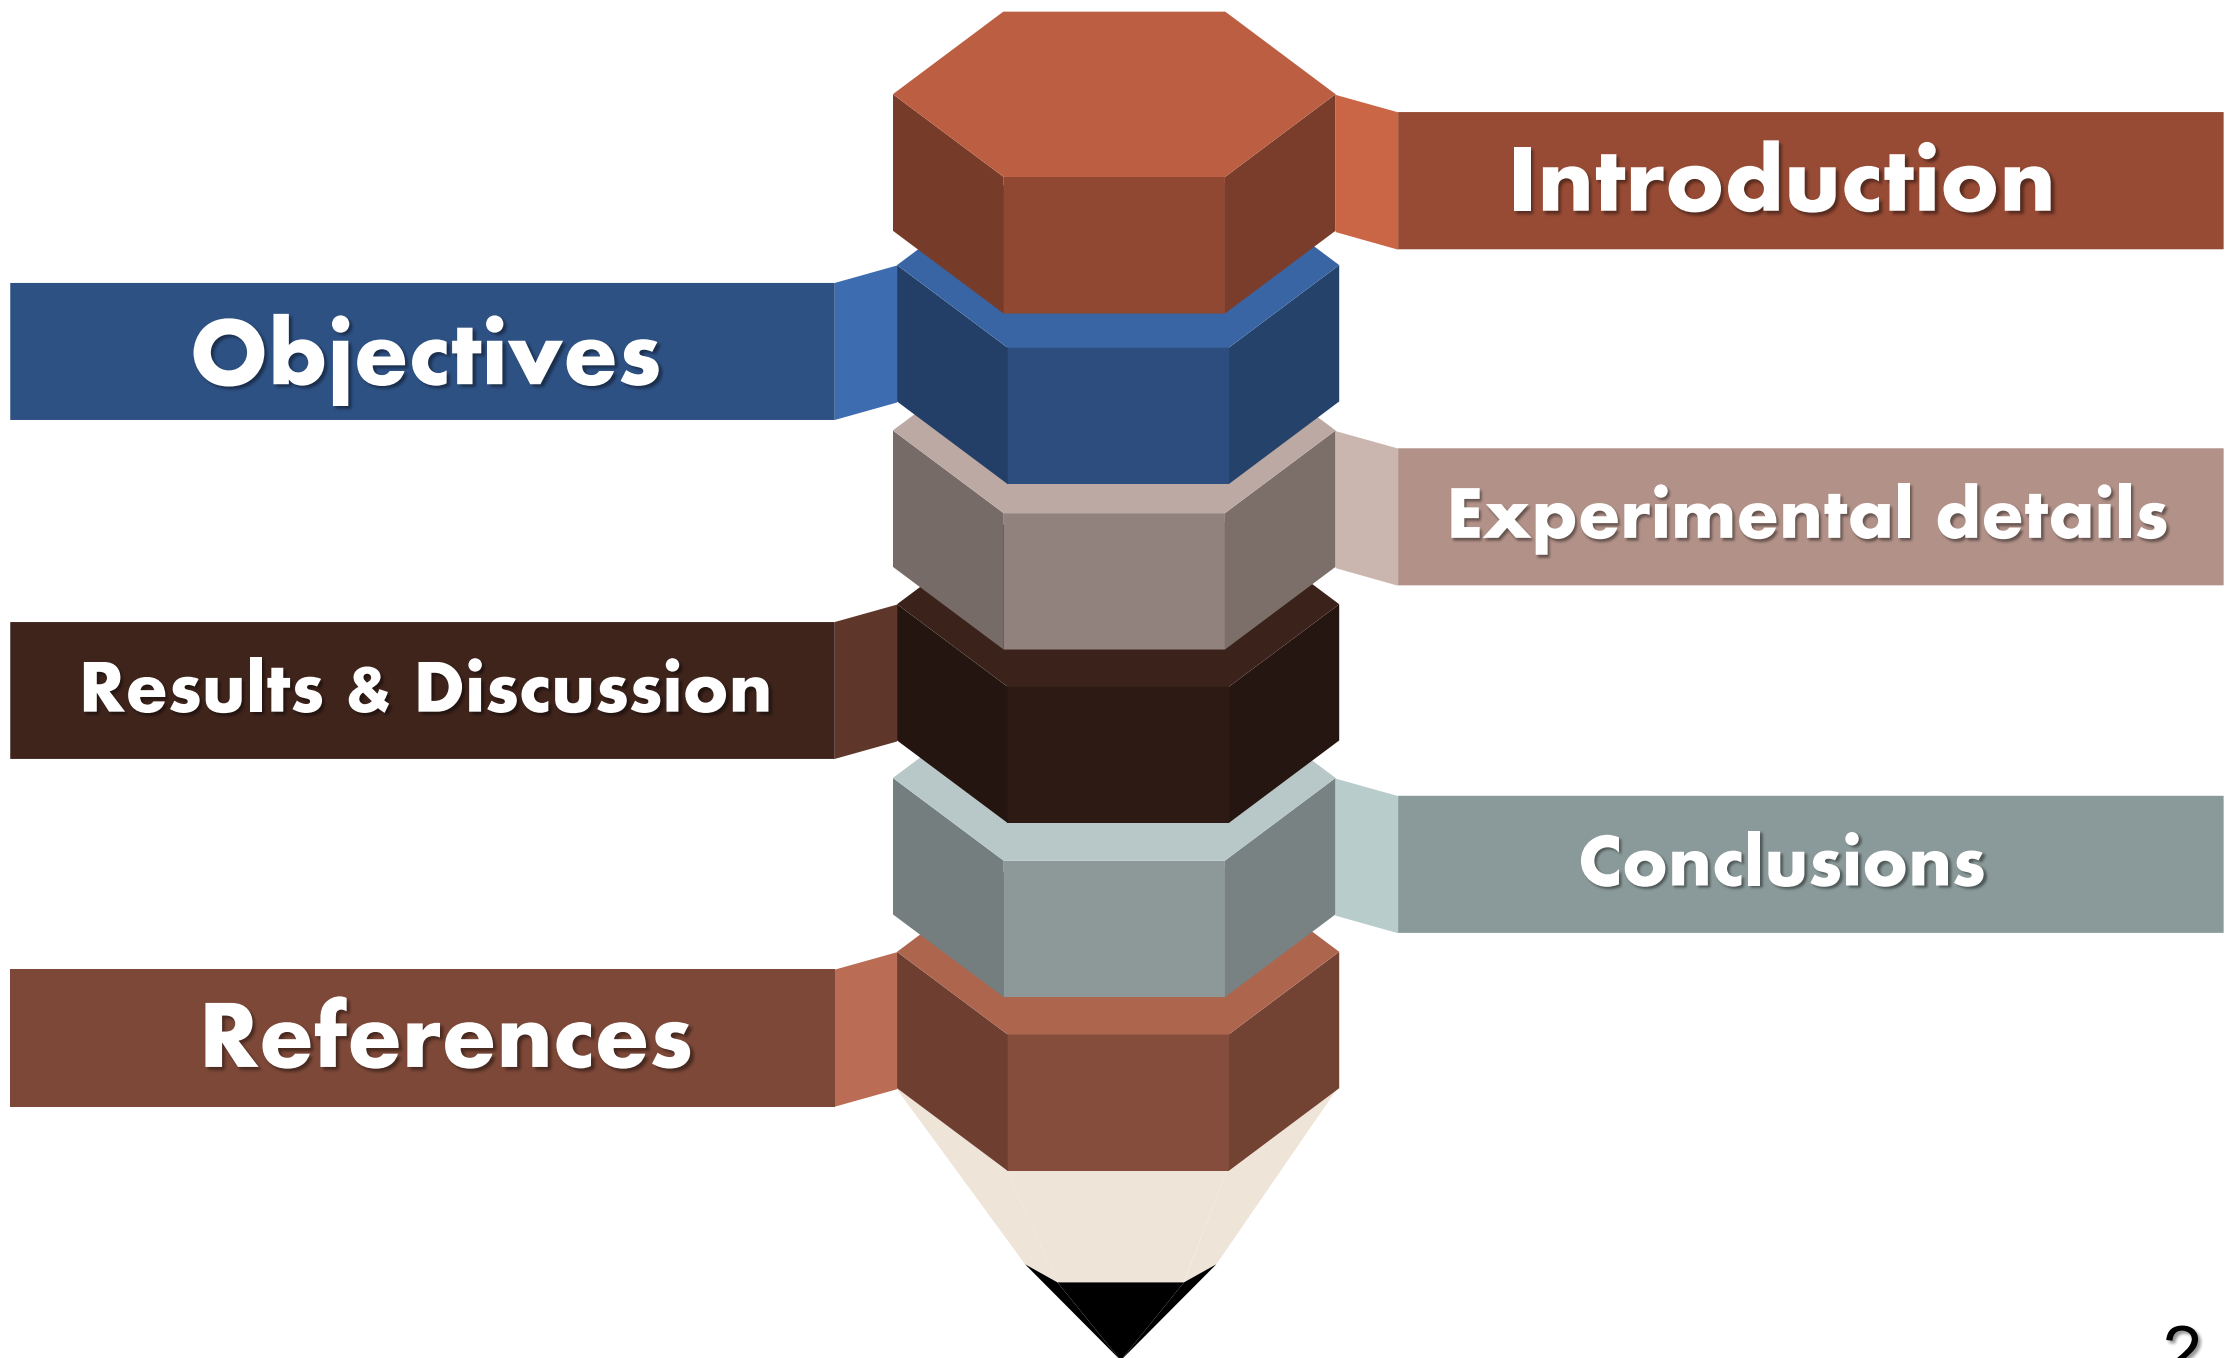 Introduction
Objectives
Experimental details
Results & Discussion
Conclusions
References
2